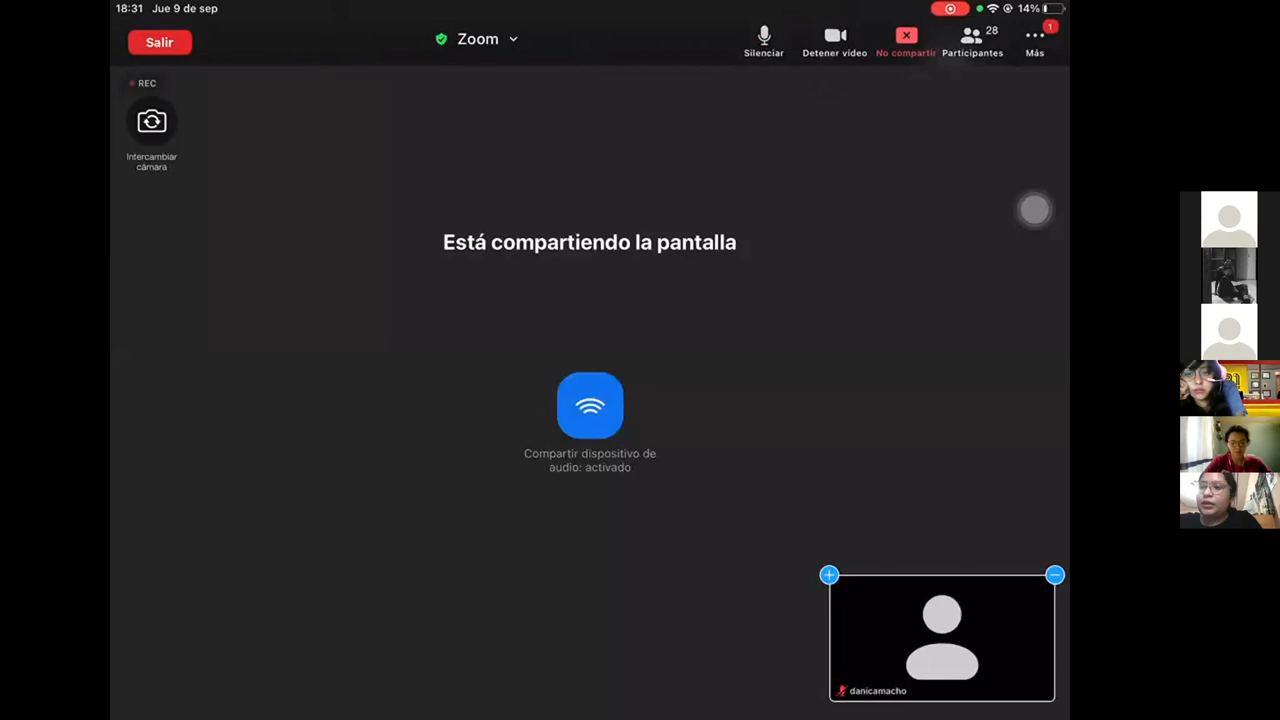 18:31 Jue 9 de sep
14%
Salir
Zoom
Silenciar
Detener video
No compartir
Participantes
28
Más
1
REC
Intercambiar
cámara
Está compartiendo la pantalla
Compartir dispositivo de
audio: activado
danicamacho